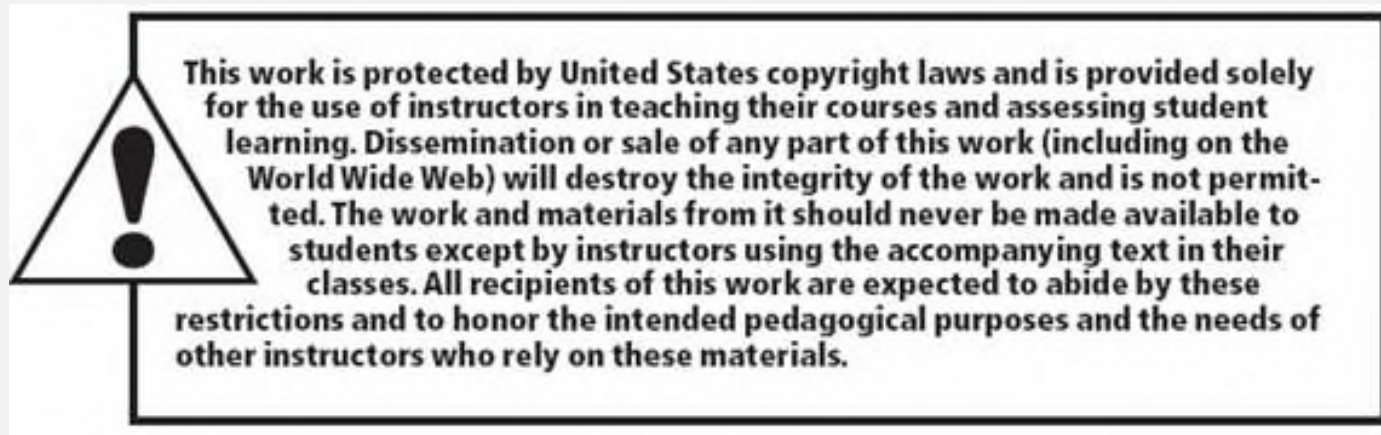 This work is protected by United States copyright laws and is provided solely
for the use of instructors in teaching their courses and assessing student
learning. Dissemination or sale of any part of this work (including on the
World Wide Web) will destroy the integrity of the work and is not permit-
ted. The work and materials from it should never be made available to
students except by instructors using the accompanying text in their
classes. All recipients of this work are expected to abide by these
restrictions and to honor the intended pedagogical purposes and the needs of
other instructors who rely on these materials.